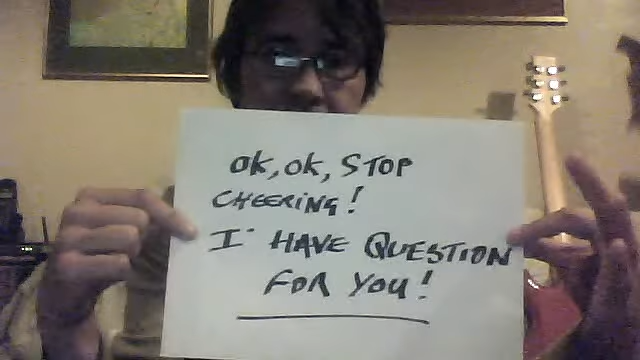 OK, OK, STOP
CHEERING!
I HAVE QUESTION
FOR YOU!